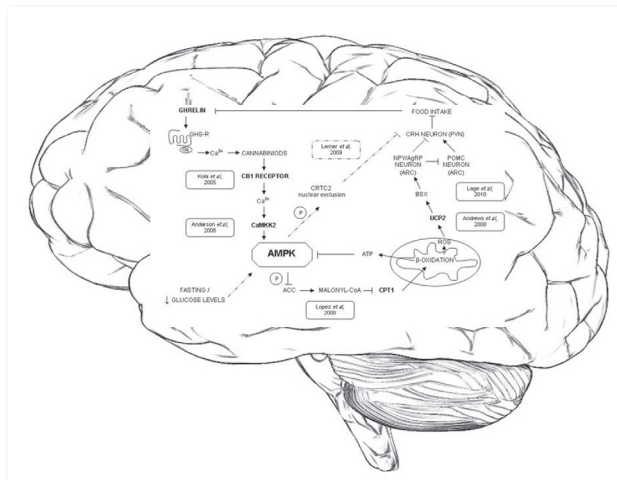 GHRELIN
FOOD INTAKE
GHS-R
CRH NEURON (PVN)
Ca²⁺
CANNABINIODS
Lerner et al,
2009
NPY/AgRP
NEURON
(ARC)
POMC
NEURON
(ARC)
Kola et al,
2005
CB1 RECEPTOR
CRTC2
nuclear exclusion
Lage et al,
2010
Ca²⁺
BSX
P
Anderson et al,
2008
CaMKK2
UCP2
Andrews et al,
2008
ROS
AMPK
ATP
β-OXIDATION
P
FASTING /
↓ GLUCOSE LEVELS
ACC
MALONYL-CoA
CPT1
Lopez et al,
2008